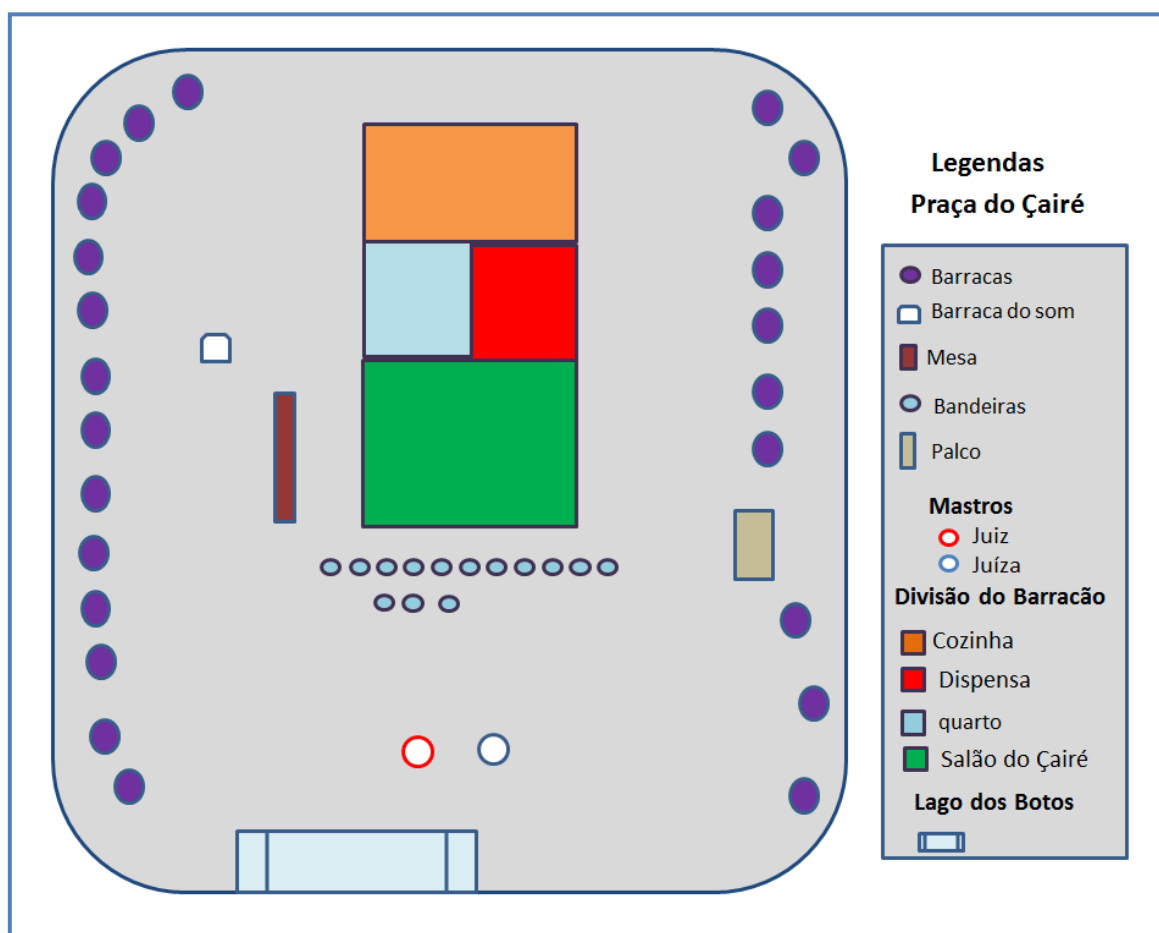 Legendas
Praça do Çairé
Barracas
Barraca do som
Mesa
Bandeiras
Palco
Mastros
Juiz
Juíza
Divisão do Barracão
Cozinha
Dispensa
quarto
Salão do Çairé
Lago dos Botos